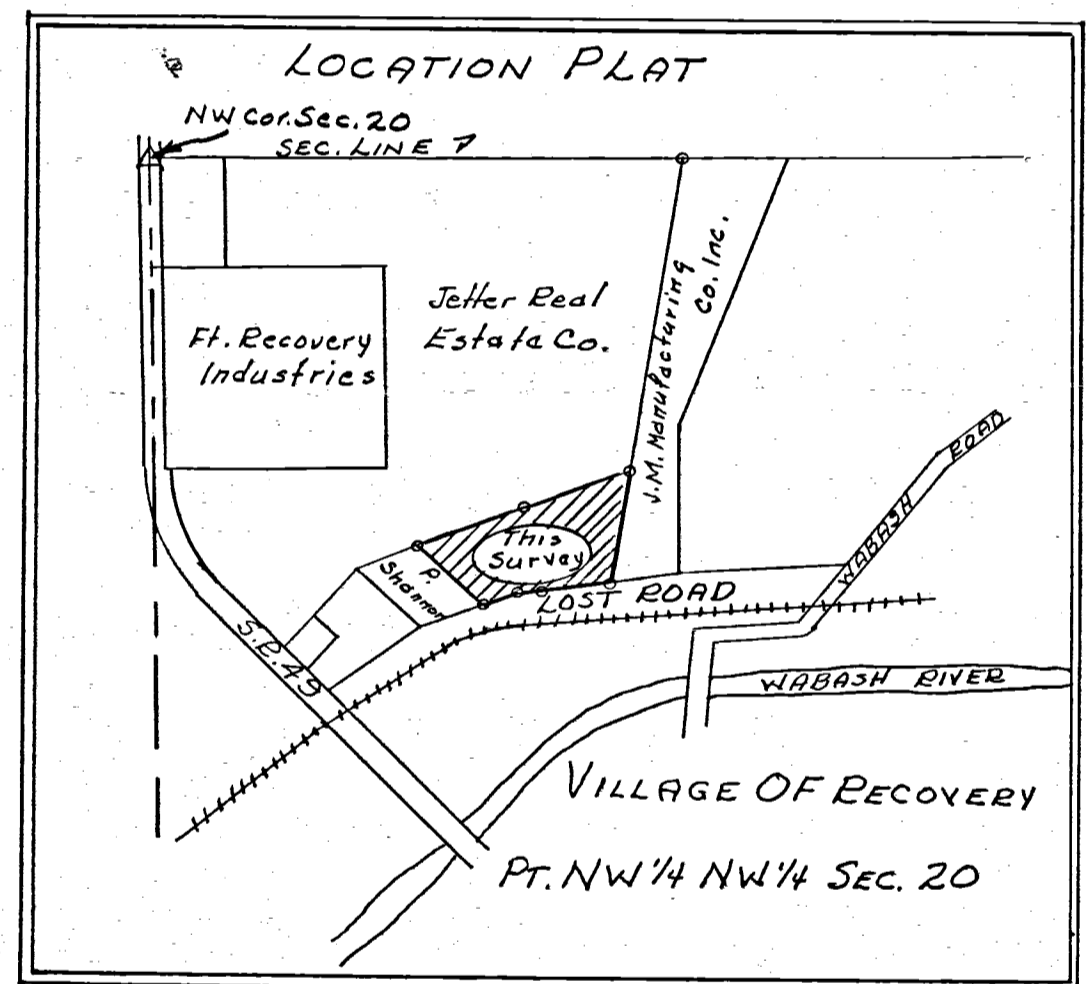 LOCATION PLAT
NW Cor. Sec. 20
SEC. LINE
Ft. Recovery
Industries
Jetter Real
Estate Co.
J.M. Manufacturing
Co. Inc.
This
Survey
P.
Shannon
LOST ROAD
WABASH
ROAD
S.R. 49
WABASH RIVER
VILLAGE OF RECOVERY
PT. NW 1/4 NW 1/4 SEC. 20